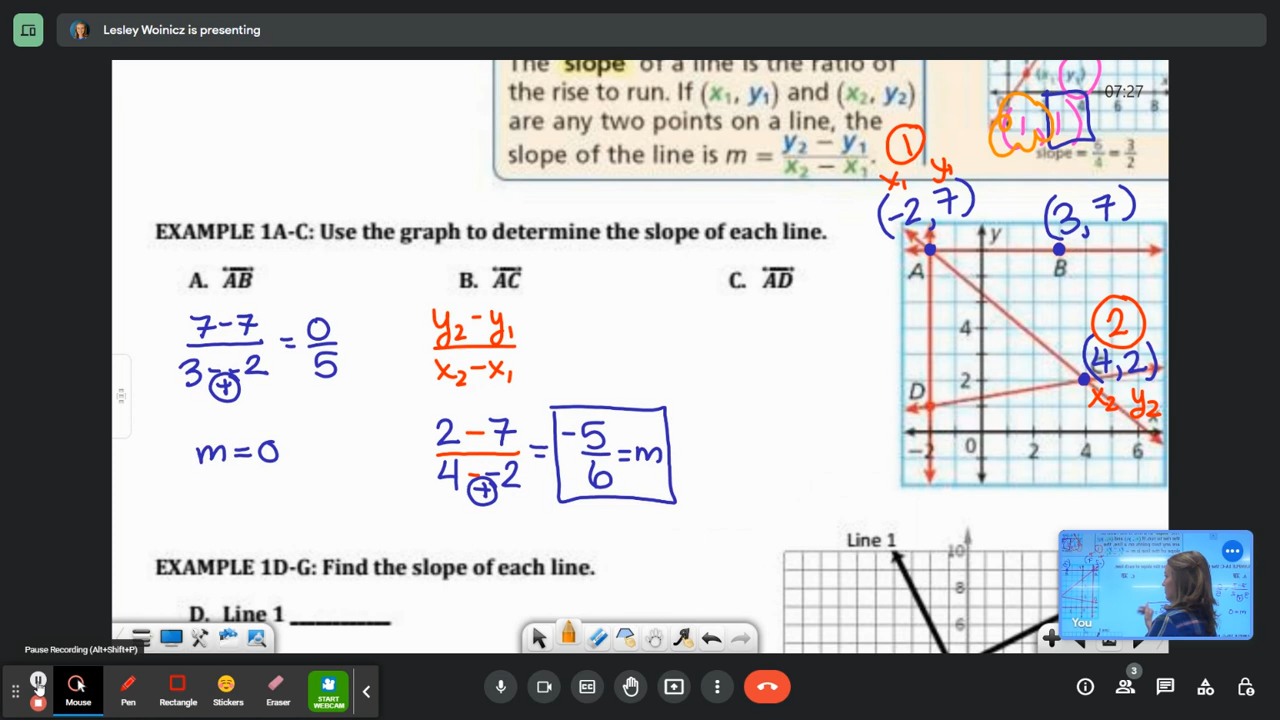 Lesley Woinicz is presenting
The slope of a line is the ratio of
the rise to run. If (x₁, y₁) and (x₂, y₂)
are any two points on a line, the
slope of the line is m = (y₂ − y₁)/(x₂ − x₁).
y₁)
07:27
6 8
1 , 1
slope = 6/4 = 3/2
1
x₁ y₁
(-2, 7)
(3, 7)
EXAMPLE 1A-C: Use the graph to determine the slope of each line.
A. AB
B. AC
C. AD
y
A
B
4
2
D
-2 0 2 4 6
x
2
(4, 2)
x₂ y₂
7-7
3--2
+
= 0/5
m=0
y₂-y₁
x₂-x₁
2-7
4--2
+
= -5/6 = m
EXAMPLE 1D-G: Find the slope of each line.
D. Line 1
Line 1
10
8
6
You
Pause Recording (Alt+Shift+P)
Mouse
Pen
Rectangle
Stickers
Eraser
START
WEBCAM
CC
3